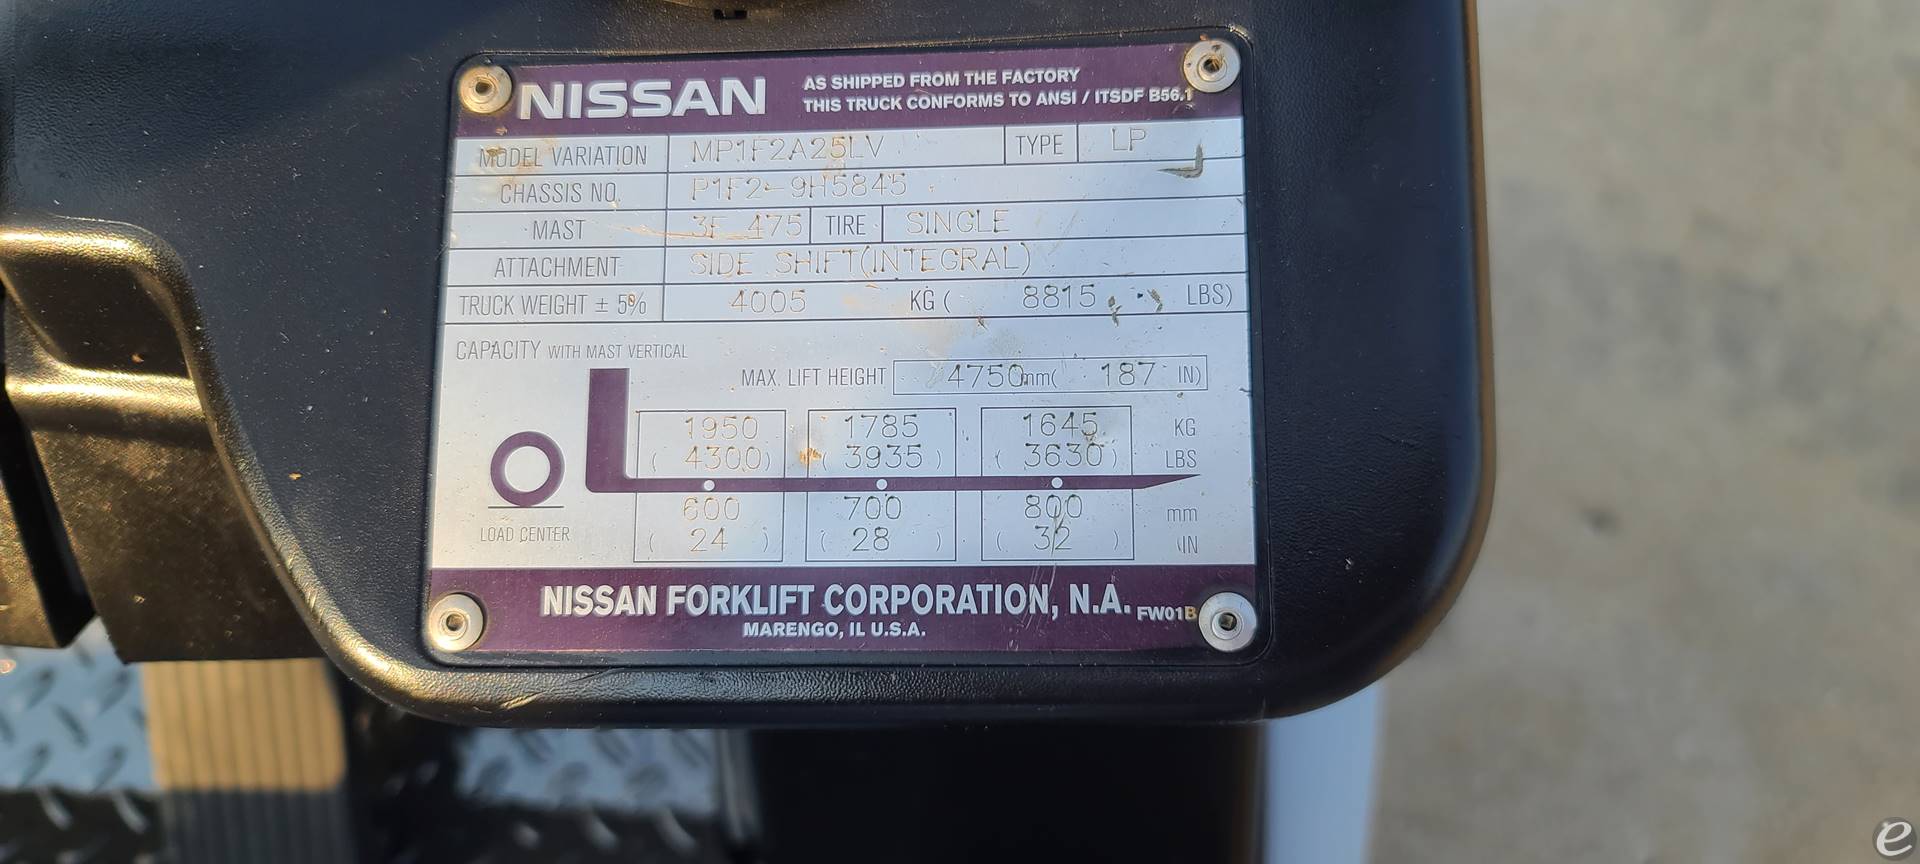 NISSAN AS SHIPPED FROM THE FACTORY
THIS TRUCK CONFORMS TO ANSI / ITSDF B56.1
MODEL VARIATION MP1F2A25LV TYPE LP
CHASSIS NO. P1F2-9H5845
MAST 3F 475 TIRE SINGLE
ATTACHMENT SIDE SHIFT(INTEGRAL)
TRUCK WEIGHT ± 5% 4005 KG ( 8815 LBS)
CAPACITY WITH MAST VERTICAL
MAX. LIFT HEIGHT 4750mm( 187 IN)
1950 1785 1645 KG
( 4300 ) ( 3935 ) ( 3630 ) LBS
600 700 800 mm
LOAD CENTER ( 24 ) ( 28 ) ( 32 ) IN
NISSAN FORKLIFT CORPORATION, N.A. FW01B
MARENGO, IL U.S.A.
e